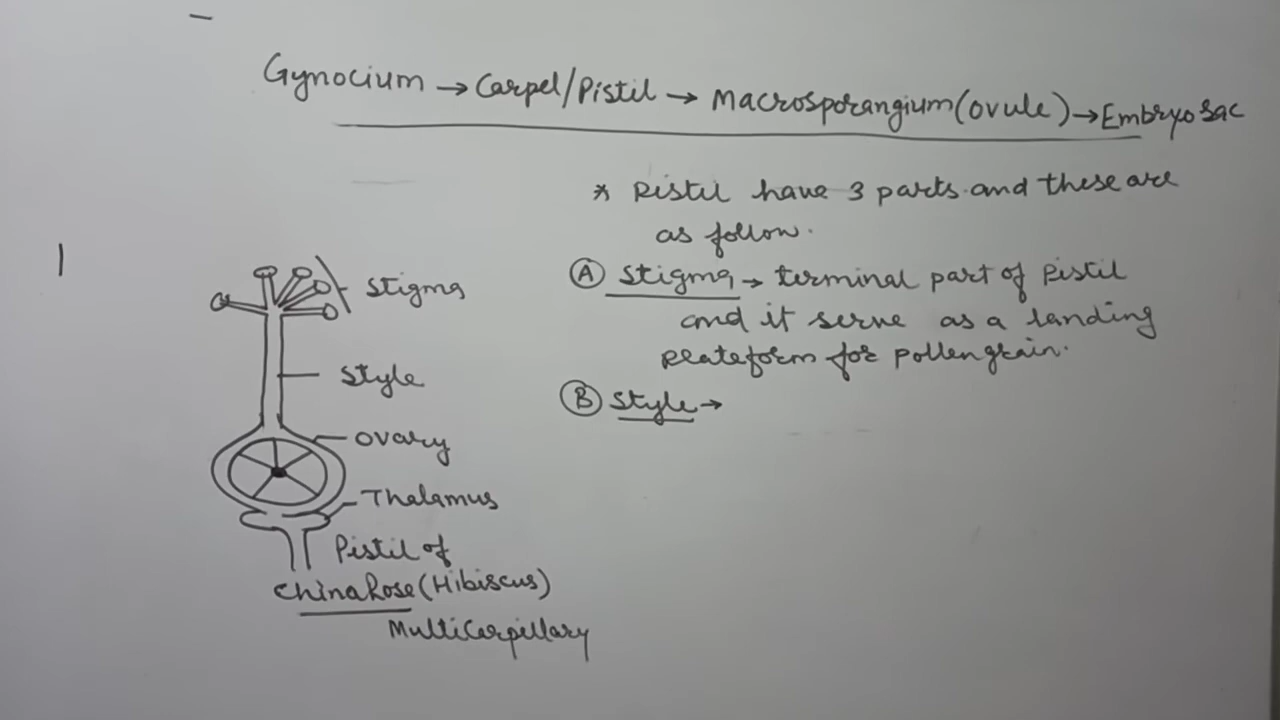 Gynocium → Carpel/Pistil → Macrosporangium(ovule) → Embryo Sac
* Pistil have 3 parts and these are
as follow.
Ⓐ Stigma → terminal part of Pistil
and it serve as a landing
plateform for pollengrain.
Ⓑ Style →
Stigma
Style
ovary
Thalamus
Pistil of
ChinaRose(Hibiscus)
Multicarpillary